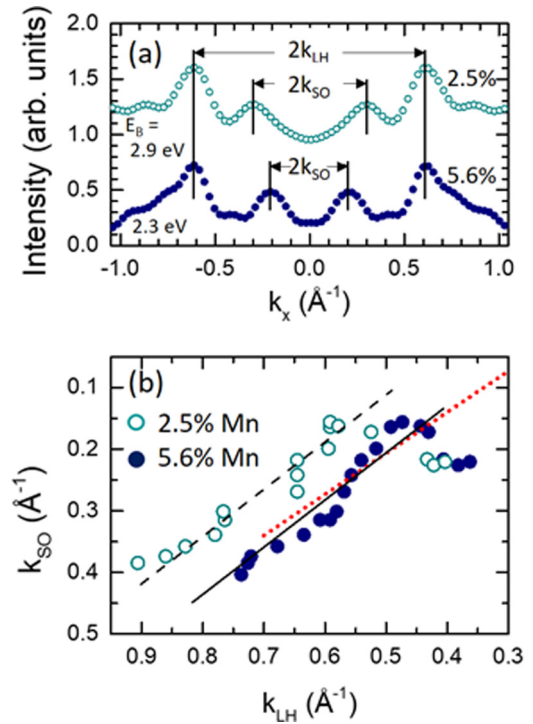 (a)
2k_LH
2.5%
2k_SO
E_B =
2.9 eV
2k_SO
5.6%
2.3 eV
Intensity (arb. units)
2.0
1.5
1.0
0.5
0.0
-1.0 -0.5 0.0 0.5 1.0
k_x (Å⁻¹)
(b)
2.5% Mn
5.6% Mn
k_SO (Å⁻¹)
0.1
0.2
0.3
0.4
0.5
0.9 0.8 0.7 0.6 0.5 0.4 0.3
k_LH (Å⁻¹)